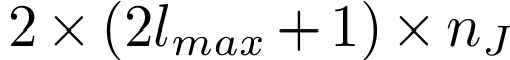 2 × (2l_{max} + 1) × n_J